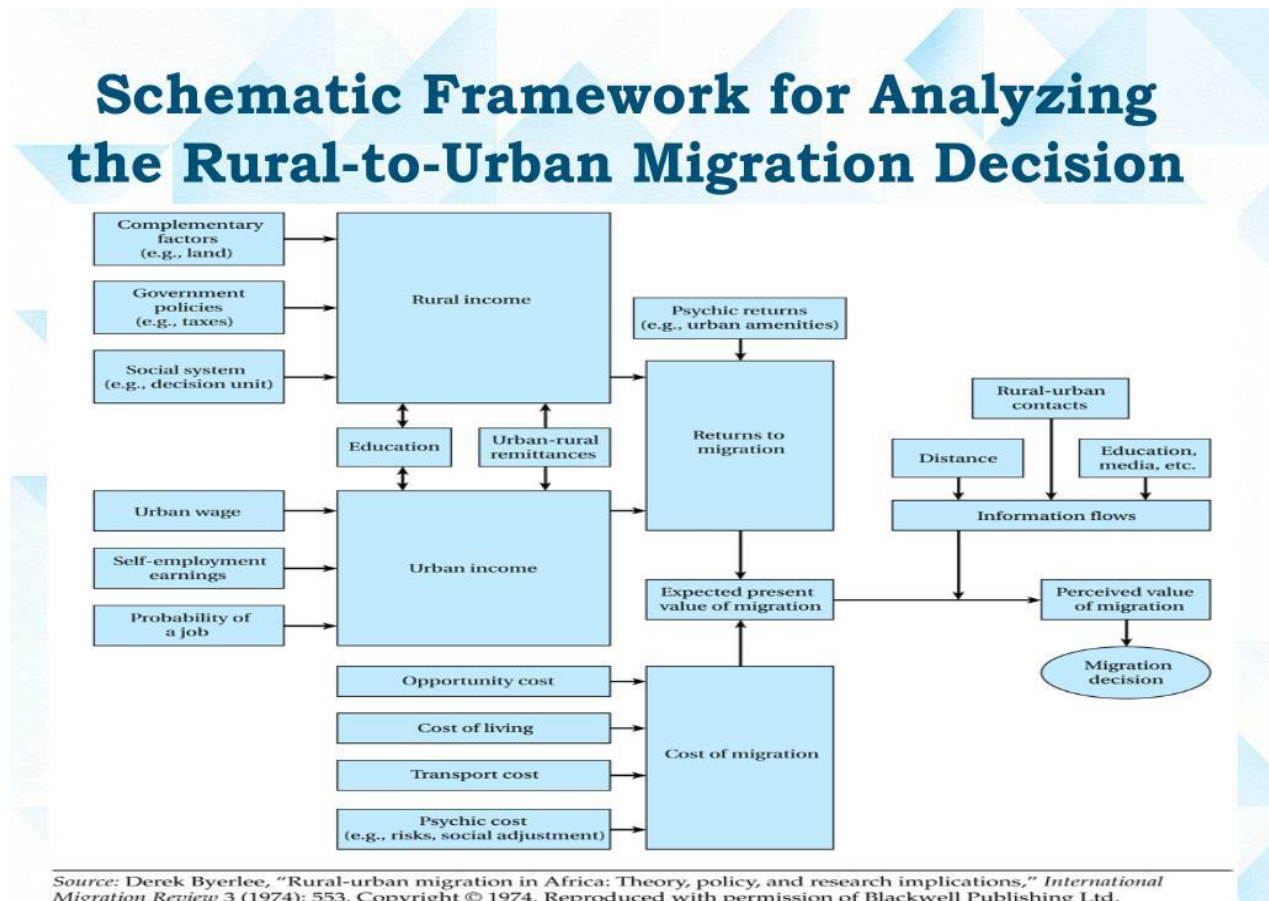 Schematic Framework for Analyzing
the Rural-to-Urban Migration Decision
Complementary
factors
(e.g., land)
Government
policies
(e.g., taxes)
Social system
(e.g., decision unit)
Rural income
Psychic returns
(e.g., urban amenities)
Education
Urban-rural
remittances
Returns to
migration
Rural-urban
contacts
Distance
Education,
media, etc.
Information flows
Urban wage
Self-employment
earnings
Probability of
a job
Urban income
Expected present
value of migration
Perceived value
of migration
Migration
decision
Opportunity cost
Cost of living
Transport cost
Psychic cost
(e.g., risks, social adjustment)
Cost of migration
Source: Derek Byerlee, "Rural-urban migration in Africa: Theory, policy, and research implications," International
Migration Review 3 (1974): 553. Copyright © 1974. Reproduced with permission of Blackwell Publishing Ltd.